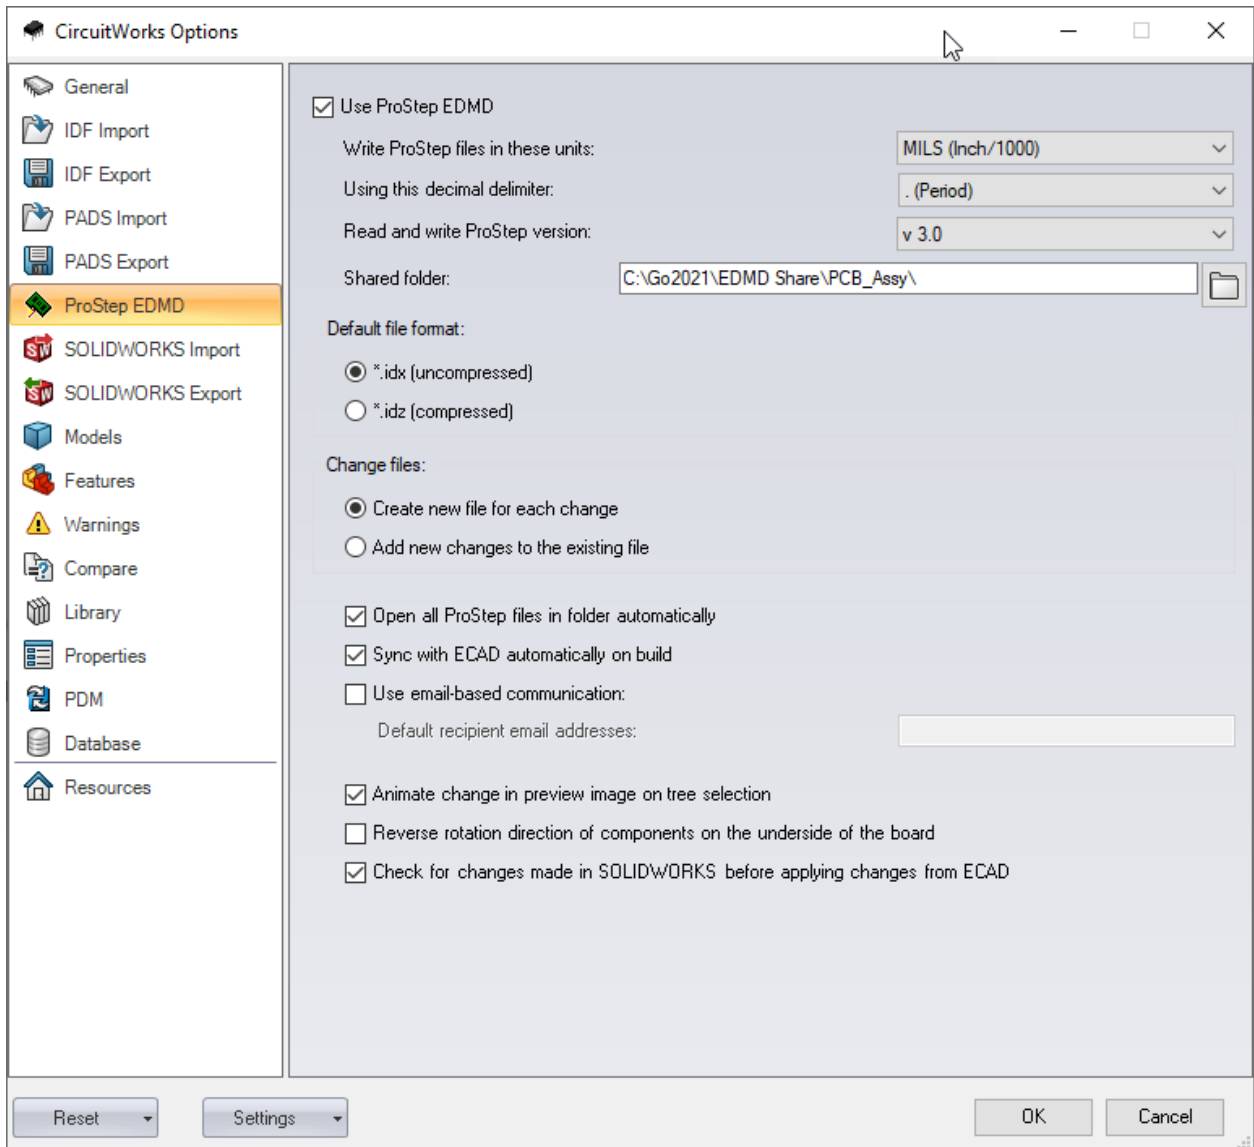 CircuitWorks Options
General
IDF Import
IDF Export
PADS Import
PADS Export
ProStep EDMD
SOLIDWORKS Import
SOLIDWORKS Export
Models
Features
Warnings
Compare
Library
Properties
PDM
Database
Resources
Use ProStep EDMD
Write ProStep files in these units: MILS (Inch/1000)
Using this decimal delimiter: . (Period)
Read and write ProStep version: v 3.0
Shared folder: C:\Go2021\EDMD Share\PCB_Assy\
Default file format:
*.idx (uncompressed)
*.idz (compressed)
Change files:
Create new file for each change
Add new changes to the existing file
Open all ProStep files in folder automatically
Sync with ECAD automatically on build
Use email-based communication:
Default recipient email addresses:
Animate change in preview image on tree selection
Reverse rotation direction of components on the underside of the board
Check for changes made in SOLIDWORKS before applying changes from ECAD
Reset Settings OK Cancel